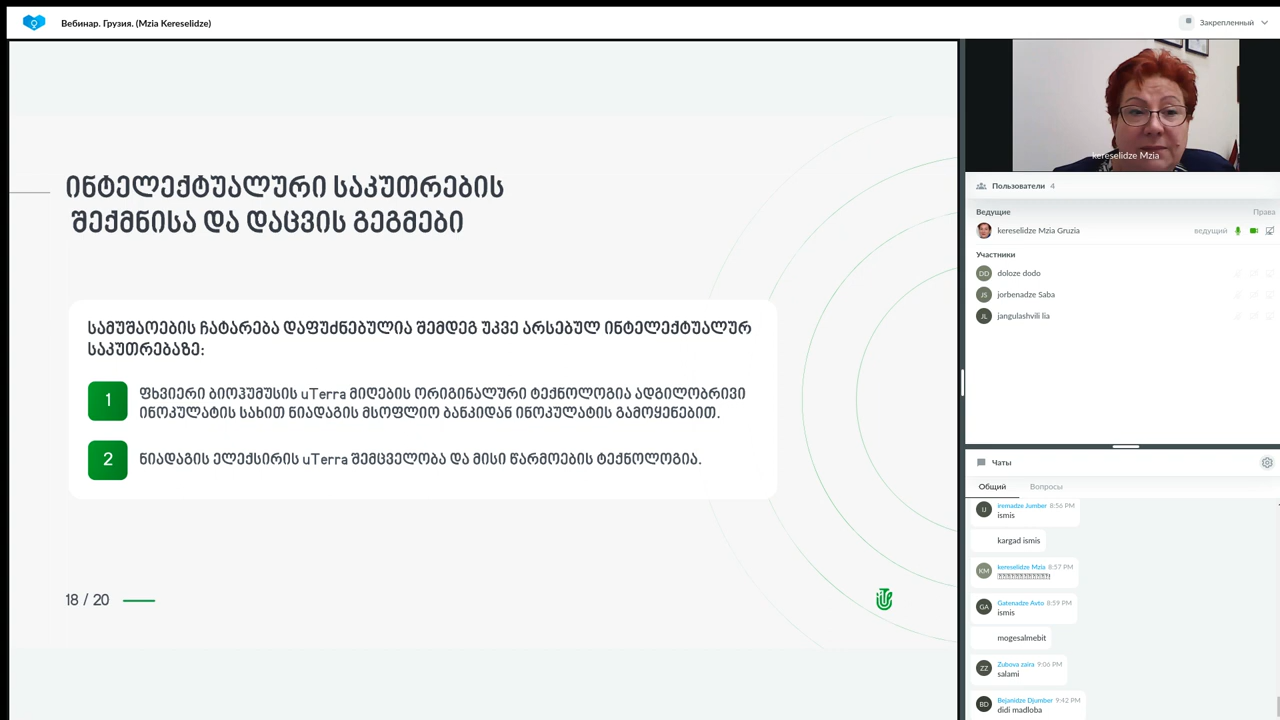 Вебинар. Грузия. (Mzia Kereselidze)
Закрепленный
ინტელექტუალური საკუთრების
შექმნისა და დაცვის გეგმები
სამუშაოების ჩატარება დაფუძნებულია შემდეგ უკვე არსებულ ინტელექტუალურ
საკუთრებაზე:
1
ფხვიერი ბიოჰუმუსის uTerra მიღების ორიგინალური ტექნოლოგია ადგილობრივი
ინოკულატის სახით ნიადაგის მსოფლიო ბანკიდან ინოკულატის გამოყენებით.
2
ნიადაგის ელექსირის uTerra შემცველობა და მისი წარმოების ტექნოლოგია.
18 / 20
kereselidze Mzia
Пользователи 4
Ведущие Права
kereselidze Mzia Gruzia ведущий
Участники
DD doloze dodo
JS jorbenadze Saba
JL jangulashvili lia
Чаты
Общий Вопросы
IJ iremadze Jumber 8:56 PM
ismis
kargad ismis
KM kereselidze Mzia 8:57 PM
GA Gatenadze Avto 8:59 PM
ismis
mogesalmebit
ZZ Zubova zaira 9:06 PM
salami
BD Bejanidze Djumber 9:42 PM
didi madloba